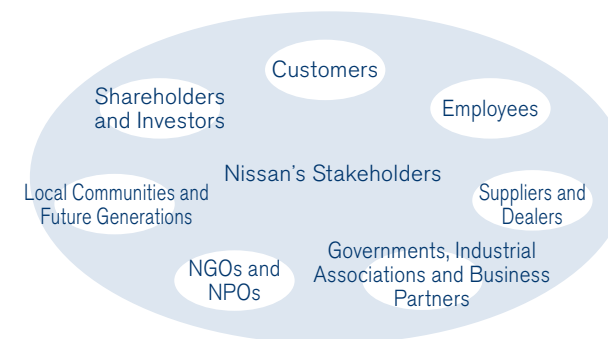 Customers
Shareholders
and Investors
Employees
Nissan's Stakeholders
Local Communities and
Future Generations
Suppliers and
Dealers
NGOs and
NPOs
Governments, Industrial
Associations and Business
Partners